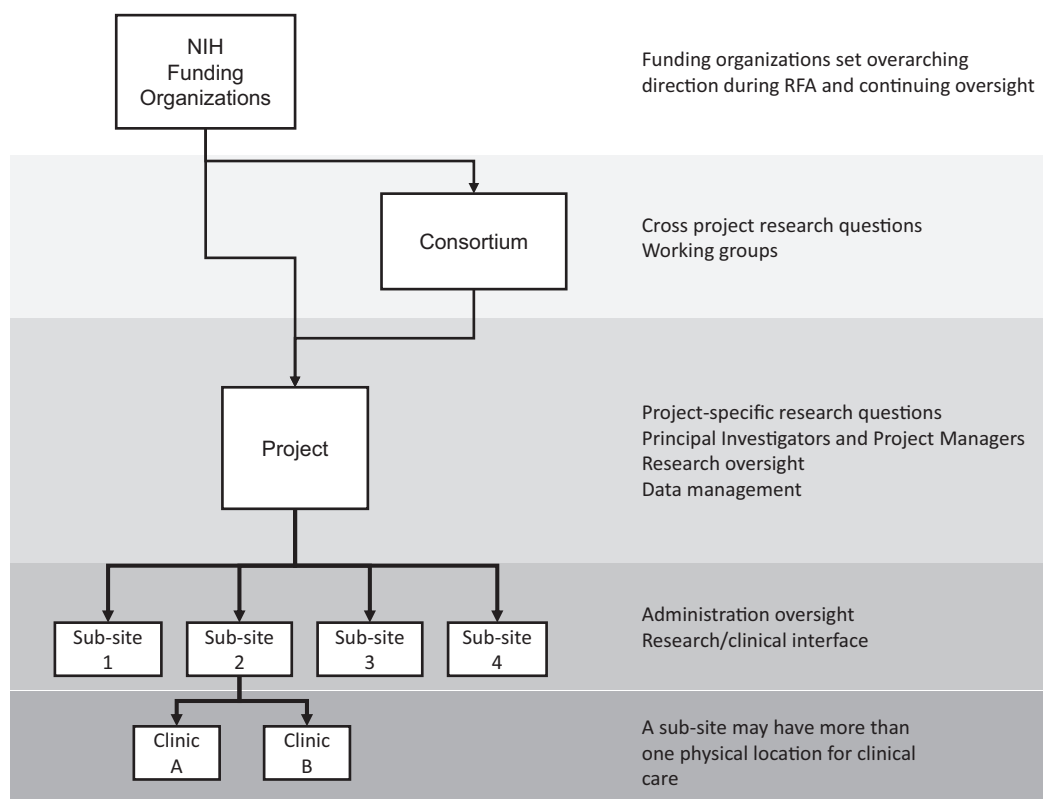 NIH
Funding
Organizations
Funding organizations set overarching
direction during RFA and continuing oversight
Consortium
Cross project research questions
Working groups
Project
Project-specific research questions
Principal Investigators and Project Managers
Research oversight
Data management
Sub-site
1
Sub-site
2
Sub-site
3
Sub-site
4
Administration oversight
Research/clinical interface
Clinic
A
Clinic
B
A sub-site may have more than
one physical location for clinical
care